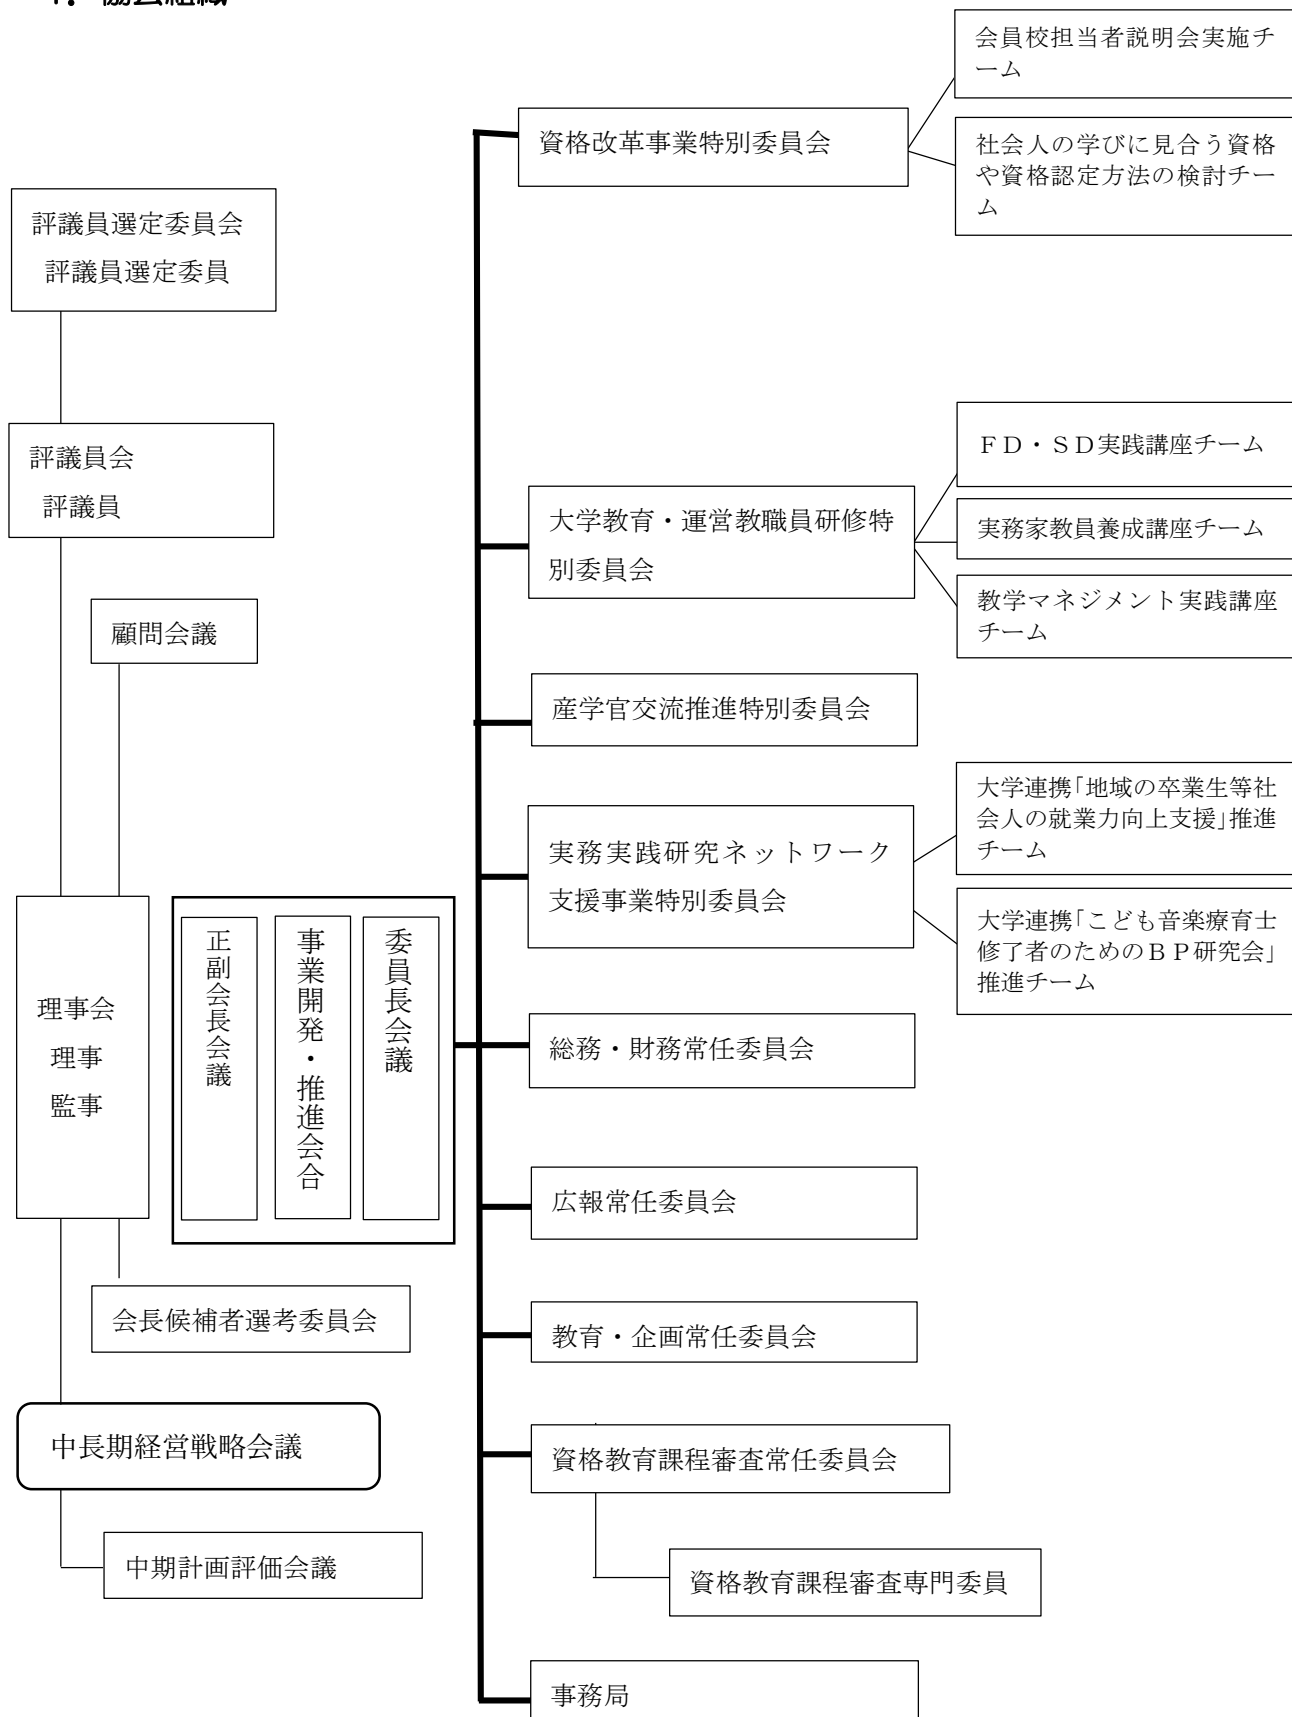 1. 協会組織
会員校担当者説明会実施チ
ーム
資格改革事業特別委員会
社会人の学びに見合う資格
や資格認定方法の検討チー
ム
評議員選定委員会
評議員選定委員
評議員会
評議員
顧問会議
理事会
理事
監事
正副会長会議
事業開発・推進会合
委員長会議
会長候補者選考委員会
中長期経営戦略会議
中期計画評価会議
大学教育・運営教職員研修特
別委員会
ＦＤ・ＳＤ実践講座チーム
実務家教員養成講座チーム
教学マネジメント実践講座
チーム
産学官交流推進特別委員会
実務実践研究ネットワーク
支援事業特別委員会
大学連携「地域の卒業生等社
会人の就業力向上支援」推進
チーム
大学連携「こども音楽療育士
修了者のためのＢＰ研究会」
推進チーム
総務・財務常任委員会
広報常任委員会
教育・企画常任委員会
資格教育課程審査常任委員会
資格教育課程審査専門委員
事務局